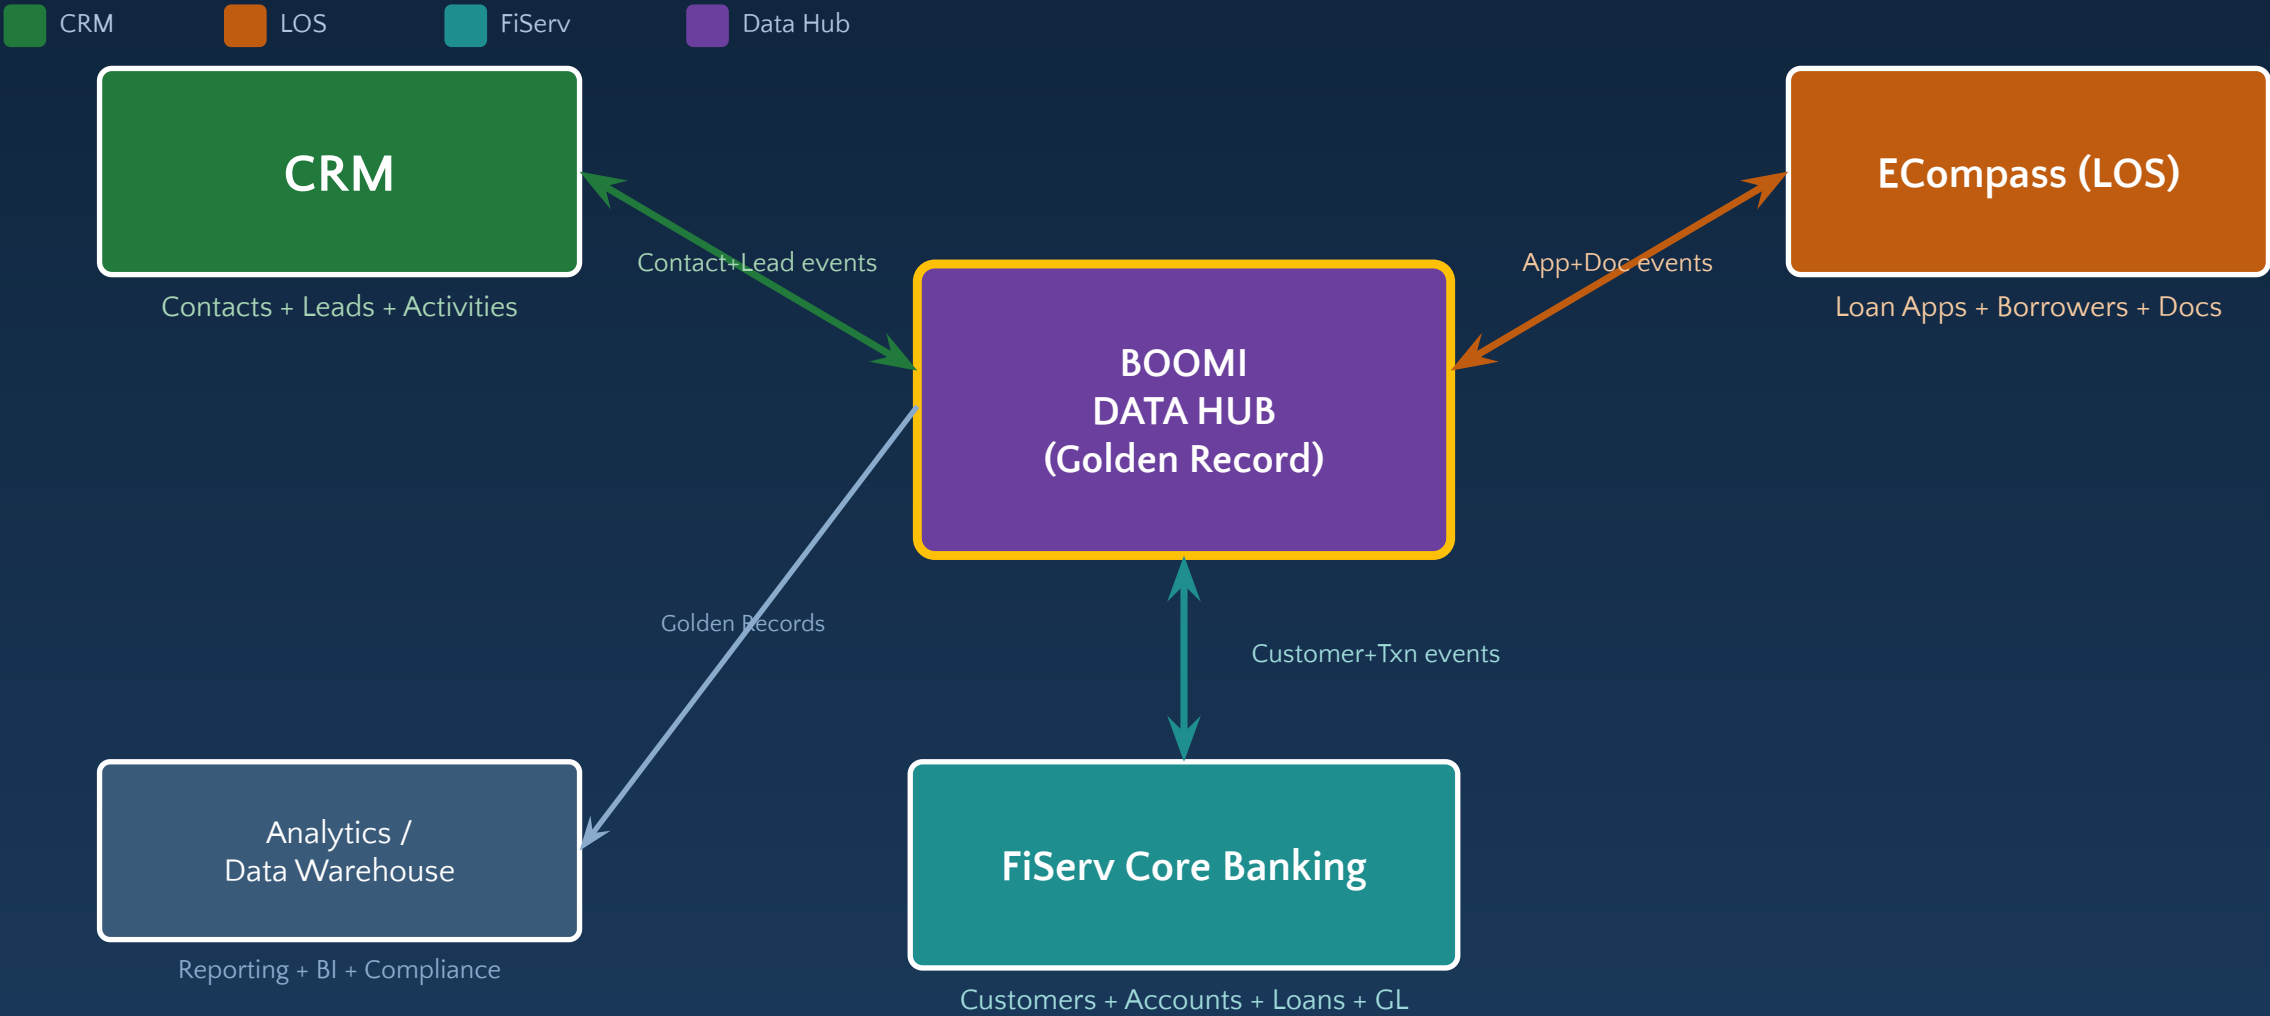 CRM
LOS
FiServ
Data Hub
CRM
Contacts + Leads + Activities
Contact+Lead events
BOOMI
DATA HUB
(Golden Record)
App+Doc events
ECompass (LOS)
Loan Apps + Borrowers + Docs
Golden Records
Customer+Txn events
Analytics /
Data Warehouse
Reporting + BI + Compliance
FiServ Core Banking
Customers + Accounts + Loans + GL